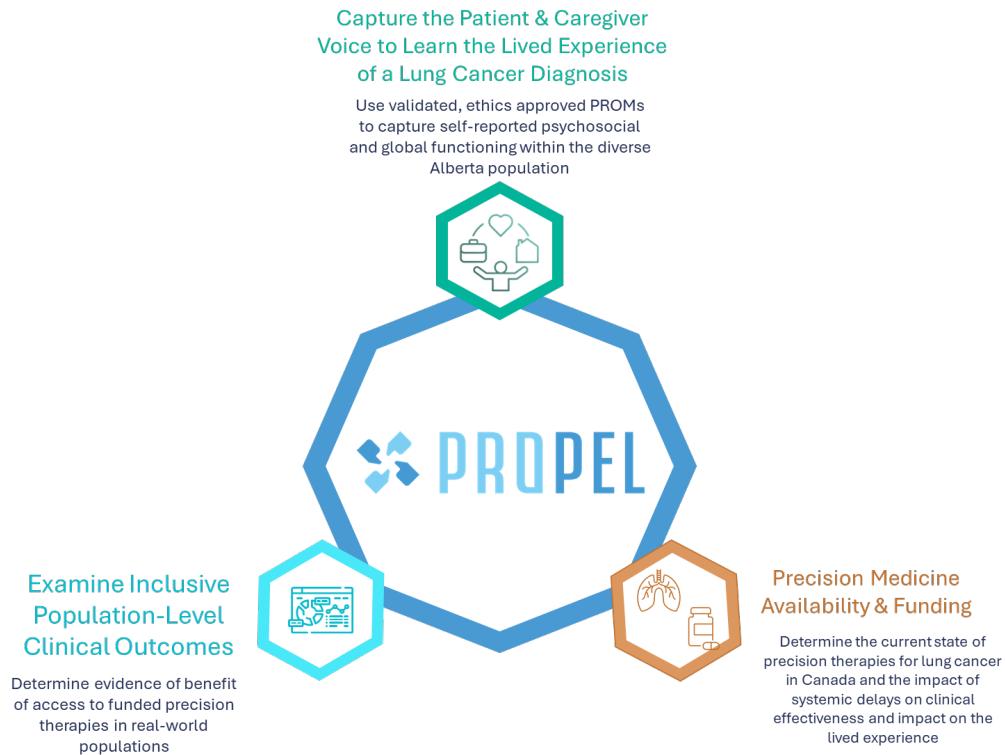 Capture the Patient & Caregiver
Voice to Learn the Lived Experience
of a Lung Cancer Diagnosis
Use validated, ethics approved PROMs
to capture self-reported psychosocial
and global functioning within the diverse
Alberta population
PROPEL
Examine Inclusive
Population-Level
Clinical Outcomes
Determine evidence of benefit
of access to funded precision
therapies in real-world
populations
Precision Medicine
Availability & Funding
Determine the current state of
precision therapies for lung cancer
in Canada and the impact of
systemic delays on clinical
effectiveness and impact on the
lived experience